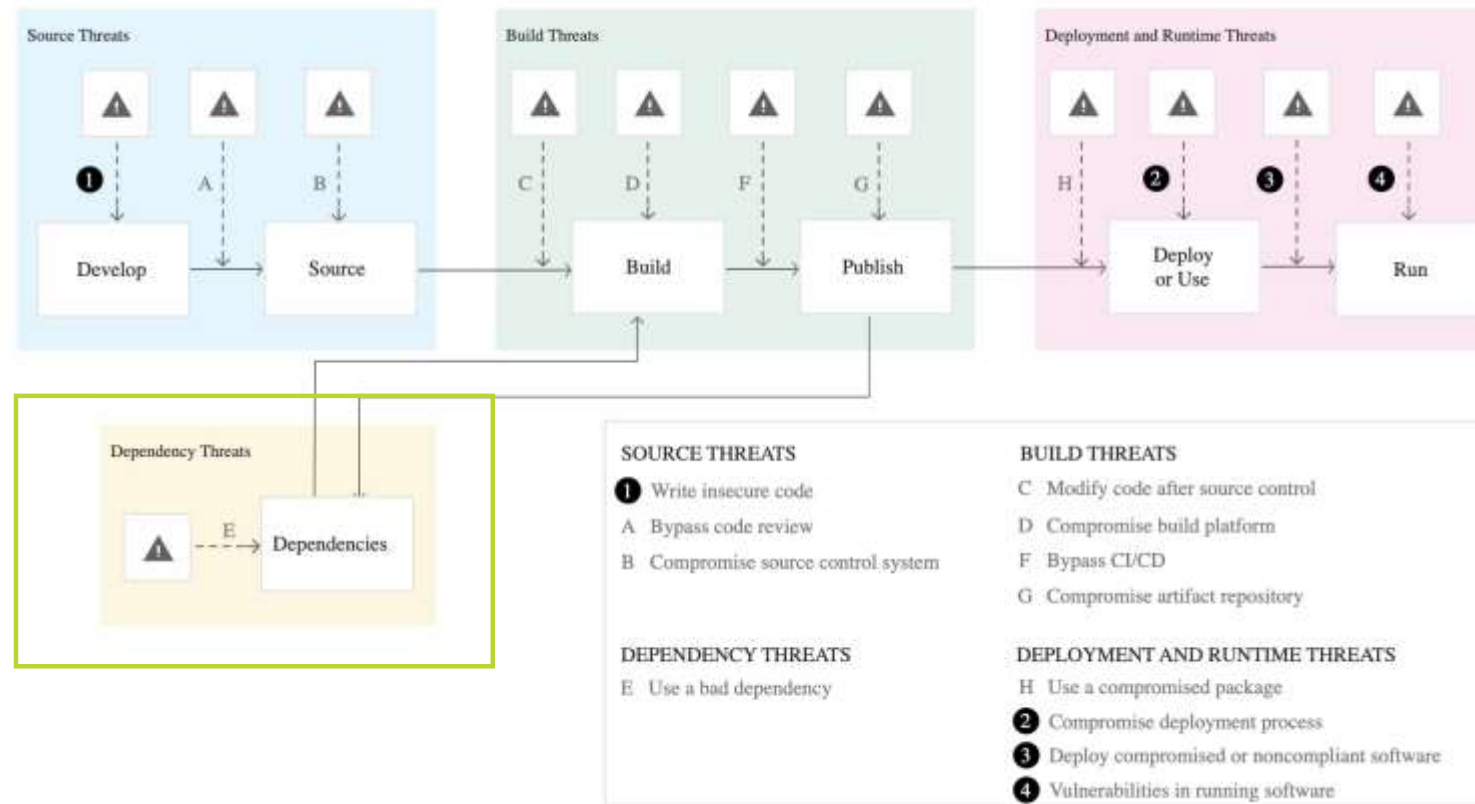 Source Threats
Build Threats
Deployment and Runtime Threats
1
A
B
C
D
F
G
H
2
3
4
Develop
Source
Build
Publish
Deploy
or Use
Run
Dependency Threats
E
Dependencies
SOURCE THREATS
1 Write insecure code
A Bypass code review
B Compromise source control system
DEPENDENCY THREATS
E Use a bad dependency
BUILD THREATS
C Modify code after source control
D Compromise build platform
F Bypass CI/CD
G Compromise artifact repository
DEPLOYMENT AND RUNTIME THREATS
H Use a compromised package
2 Compromise deployment process
3 Deploy compromised or noncompliant software
4 Vulnerabilities in running software